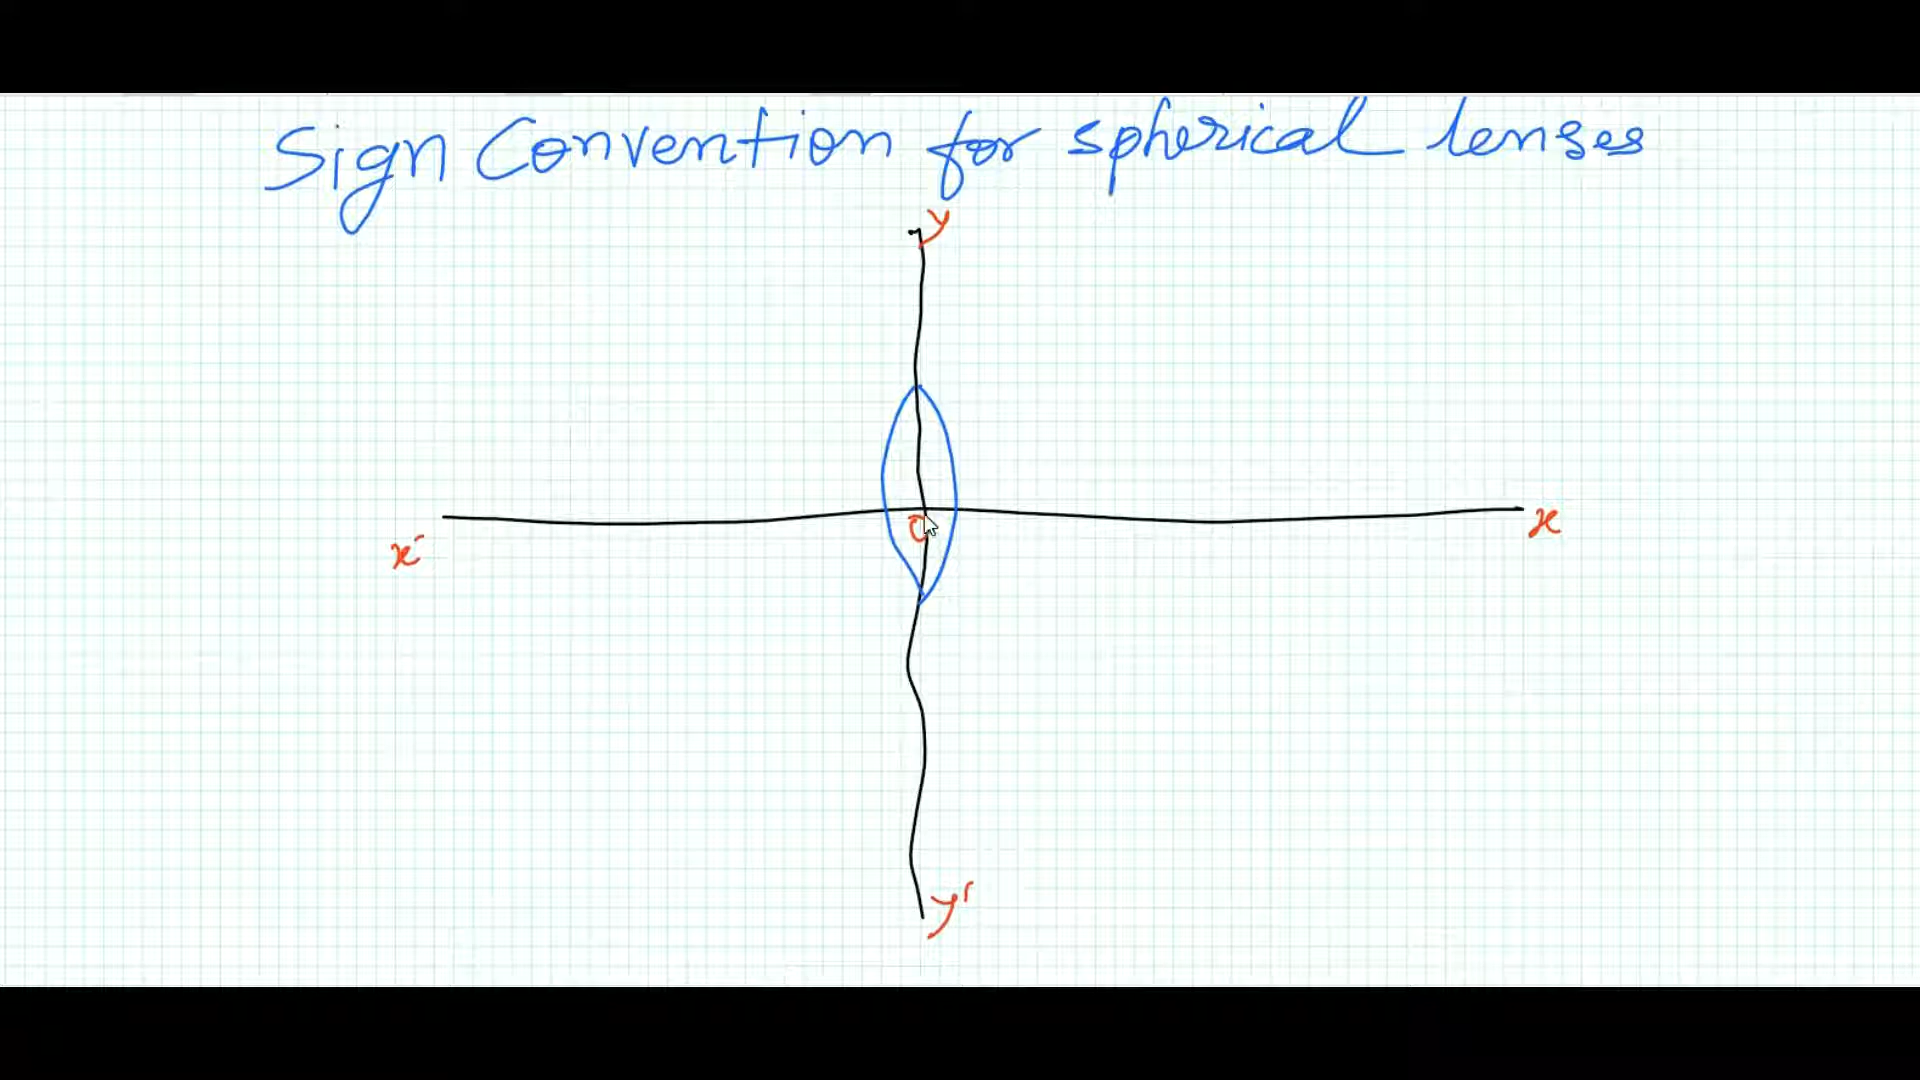 Sign Convention for spherical lenses
y
O
x
x'
y'